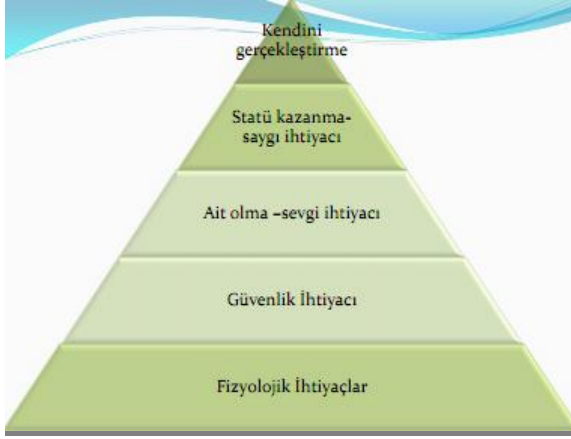 Kendini
gerçekleştirme
Statü kazanma-
saygı ihtiyacı
Ait olma –sevgi ihtiyacı
Güvenlik İhtiyacı
Fizyolojik İhtiyaçlar